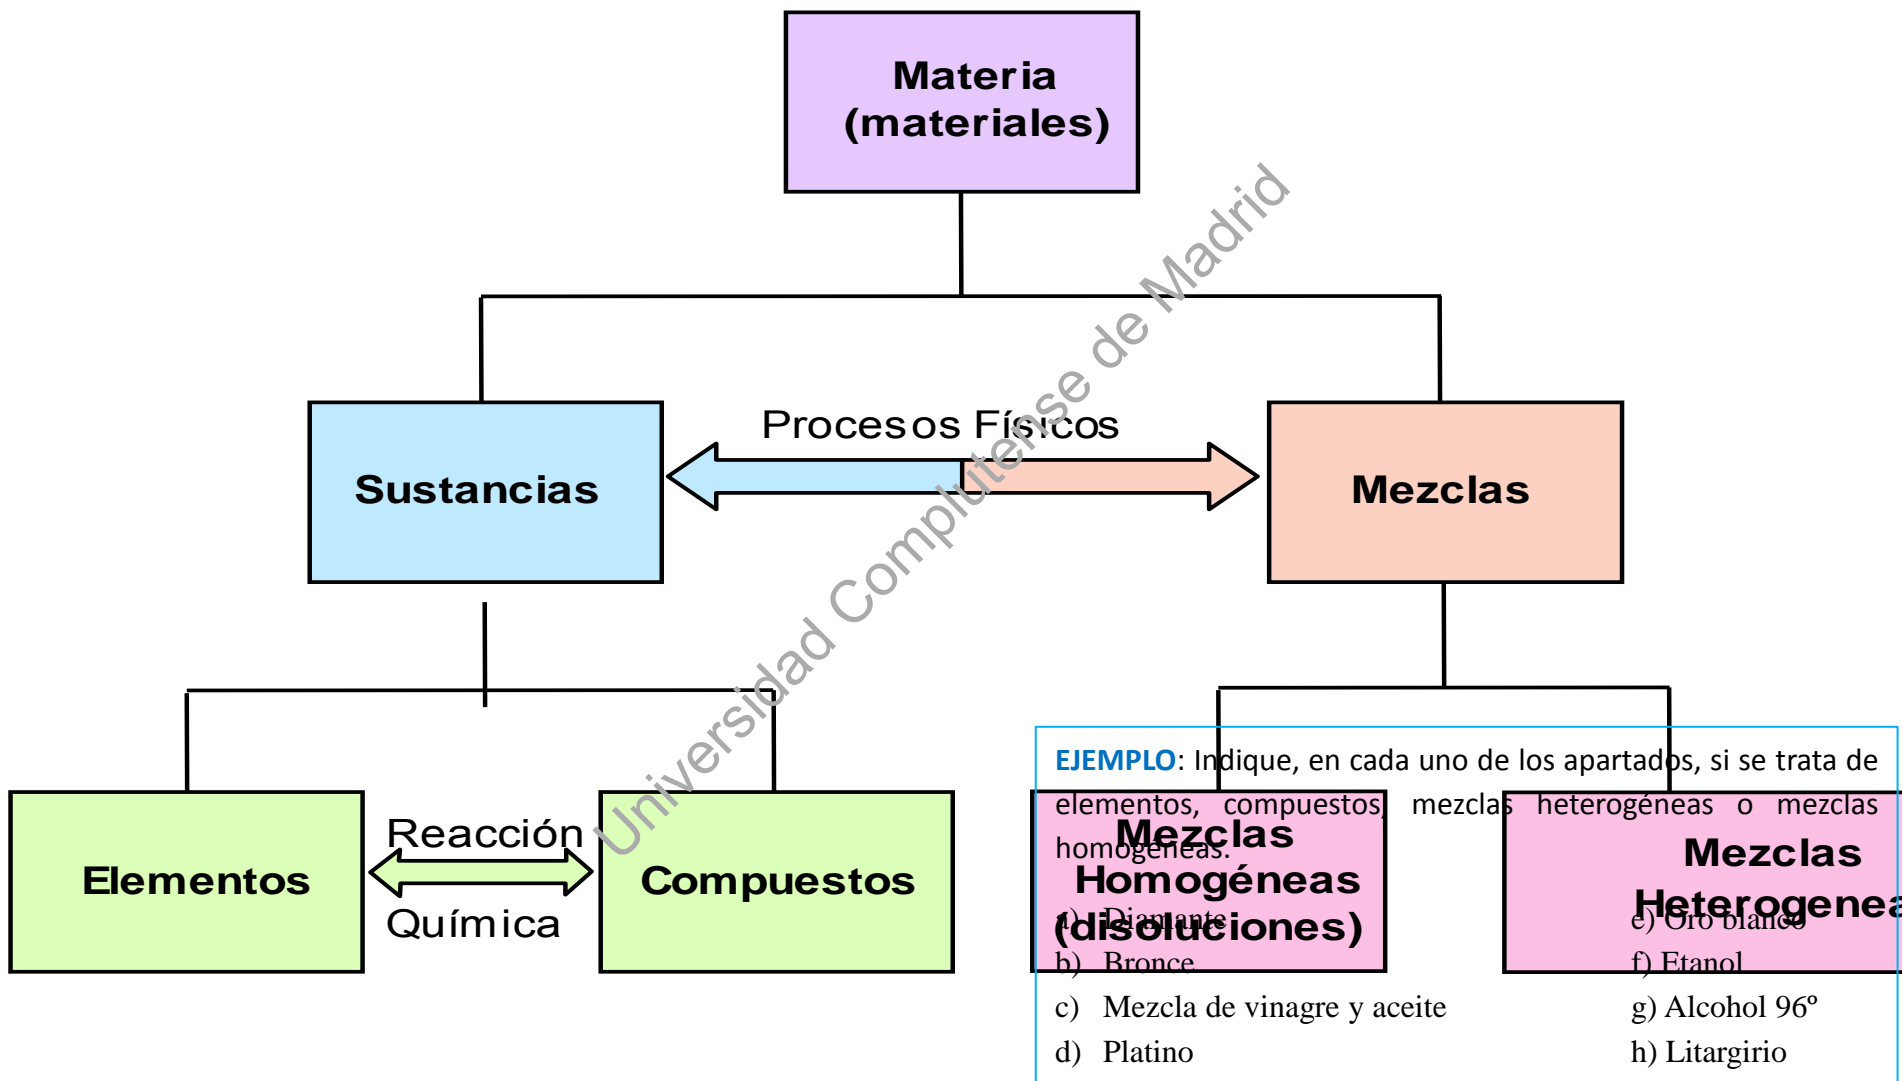 Materia
(materiales)
Procesos Físicos
Sustancias
Mezclas
Universidad Complutense de Madrid
Elementos
Reacción
Química
Compuestos
Mezclas
Homogéneas
(disoluciones)
Mezclas
Heterogenea
EJEMPLO: Indique, en cada uno de los apartados, si se trata de
elementos, compuestos, mezclas heterogéneas o mezclas
homogéneas.
a) Diamante
b) Bronce
c) Mezcla de vinagre y aceite
d) Platino
e) Oro blanco
f) Etanol
g) Alcohol 96º
h) Litargirio